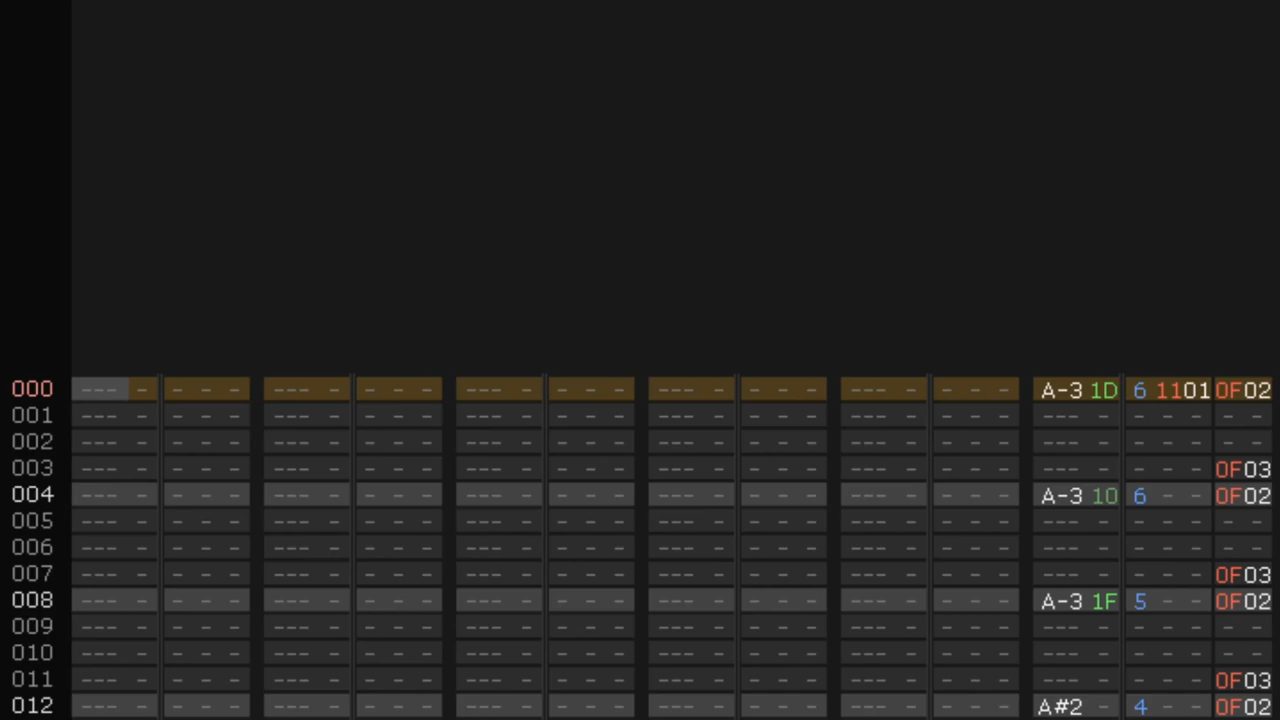 000 --- - - - - --- - - - - --- - - - - --- - - - - --- - - - - A-3 1D 6 1101 0F02
001 --- - - - - --- - - - - --- - - - - --- - - - - --- - - - - --- - - - - - -
002 --- - - - - --- - - - - --- - - - - --- - - - - --- - - - - --- - - - - - -
003 --- - - - - --- - - - - --- - - - - --- - - - - --- - - - - --- - - - - 0F03
004 --- - - - - --- - - - - --- - - - - --- - - - - --- - - - - A-3 10 6 - - 0F02
005 --- - - - - --- - - - - --- - - - - --- - - - - --- - - - - --- - - - - - -
006 --- - - - - --- - - - - --- - - - - --- - - - - --- - - - - --- - - - - - -
007 --- - - - - --- - - - - --- - - - - --- - - - - --- - - - - --- - - - - 0F03
008 --- - - - - --- - - - - --- - - - - --- - - - - --- - - - - A-3 1F 5 - - 0F02
009 --- - - - - --- - - - - --- - - - - --- - - - - --- - - - - --- - - - - - -
010 --- - - - - --- - - - - --- - - - - --- - - - - --- - - - - --- - - - - - -
011 --- - - - - --- - - - - --- - - - - --- - - - - --- - - - - --- - - - - 0F03
012 --- - - - - --- - - - - --- - - - - --- - - - - --- - - - - A#2 - 4 - - 0F02